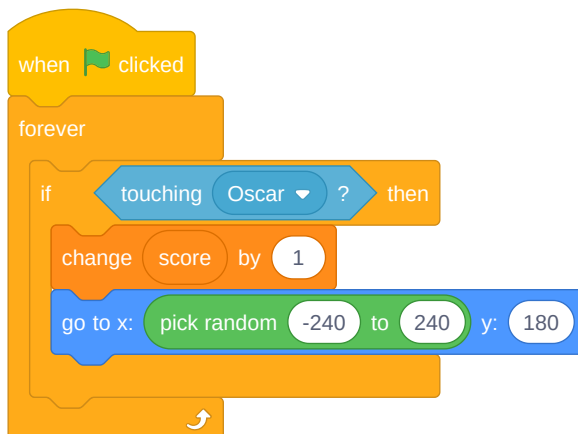 when clicked
forever
if touching Oscar ? then
change score by 1
go to x: pick random -240 to 240 y: 180